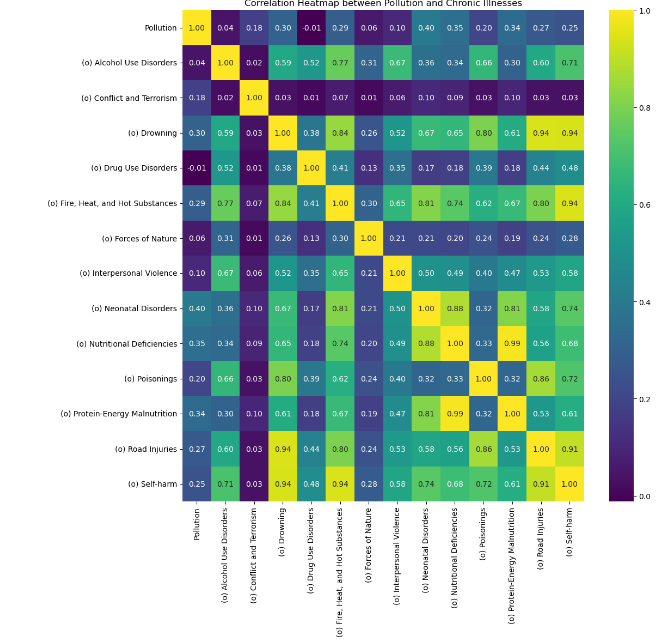 Correlation Heatmap between Pollution and Chronic Illnesses
Pollution 1.00 0.04 0.18 0.30 -0.01 0.29 0.06 0.10 0.40 0.35 0.20 0.34 0.27 0.25
(o) Alcohol Use Disorders 0.04 1.00 0.02 0.59 0.52 0.77 0.31 0.67 0.36 0.34 0.66 0.30 0.60 0.71
(o) Conflict and Terrorism 0.18 0.02 1.00 0.03 0.01 0.07 0.01 0.06 0.10 0.09 0.03 0.10 0.03 0.03
(o) Drowning 0.30 0.59 0.03 1.00 0.38 0.84 0.26 0.52 0.67 0.65 0.80 0.61 0.94 0.94
(o) Drug Use Disorders -0.01 0.52 0.01 0.38 1.00 0.41 0.13 0.35 0.17 0.18 0.39 0.18 0.44 0.48
(o) Fire, Heat, and Hot Substances 0.29 0.77 0.07 0.84 0.41 1.00 0.30 0.65 0.81 0.74 0.62 0.67 0.80 0.94
(o) Forces of Nature 0.06 0.31 0.01 0.26 0.13 0.30 1.00 0.21 0.21 0.20 0.24 0.19 0.24 0.28
(o) Interpersonal Violence 0.10 0.67 0.06 0.52 0.35 0.65 0.21 1.00 0.50 0.49 0.40 0.47 0.53 0.58
(o) Neonatal Disorders 0.40 0.36 0.10 0.67 0.17 0.81 0.21 0.50 1.00 0.88 0.32 0.81 0.58 0.74
(o) Nutritional Deficiencies 0.35 0.34 0.09 0.65 0.18 0.74 0.20 0.49 0.88 1.00 0.33 0.99 0.56 0.68
(o) Poisonings 0.20 0.66 0.03 0.80 0.39 0.62 0.24 0.40 0.32 0.33 1.00 0.32 0.86 0.72
(o) Protein-Energy Malnutrition 0.34 0.30 0.10 0.61 0.18 0.67 0.19 0.47 0.81 0.99 0.32 1.00 0.53 0.61
(o) Road Injuries 0.27 0.60 0.03 0.94 0.44 0.80 0.24 0.53 0.58 0.56 0.86 0.53 1.00 0.91
(o) Self-harm 0.25 0.71 0.03 0.94 0.48 0.94 0.28 0.58 0.74 0.68 0.72 0.61 0.91 1.00
Pollution
(o) Alcohol Use Disorders
(o) Conflict and Terrorism
(o) Drowning
(o) Drug Use Disorders
(o) Fire, Heat, and Hot Substances
(o) Forces of Nature
(o) Interpersonal Violence
(o) Neonatal Disorders
(o) Nutritional Deficiencies
(o) Poisonings
(o) Protein-Energy Malnutrition
(o) Road Injuries
(o) Self-harm
1.0
0.8
0.6
0.4
0.2
0.0